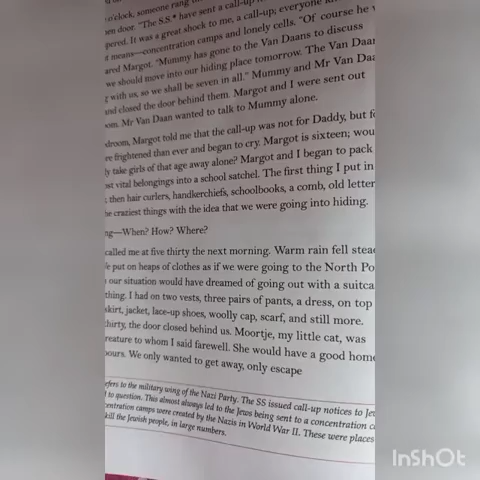 o'clock, someone rang
en door. "The S.S.* have sent a call-up
pered. It was a great shock to me, a call-up; everyone
t means—concentration camps and lonely cells. "Of course he
ared Margot. "Mummy has gone to the Van Daans to discuss
we should move into our hiding place tomorrow. The Van Daan
g with us, so we shall be seven in all." Mummy and Mr Van Daa
and closed the door behind them. Margot and I were sent out
om. Mr Van Daan wanted to talk to Mummy alone.
droom, Margot told me that the call-up was not for Daddy, but f
re frightened than ever and began to cry. Margot is sixteen; wou
ly take girls of that age away alone? Margot and I began to pack
ost vital belongings into a school satchel. The first thing I put in
, then hair curlers, handkerchiefs, schoolbooks, a comb, old letter
he craziest things with the idea that we were going into hiding.
ng—When? How? Where?
called me at five thirty the next morning. Warm rain fell stead
e put on heaps of clothes as if we were going to the North Po
our situation would have dreamed of going out with a suitca
thing. I had on two vests, three pairs of pants, a dress, on top
skirt, jacket, lace-up shoes, woolly cap, scarf, and still more.
thirty, the door closed behind us. Moortje, my little cat, was
reature to whom I said farewell. She would have a good home
bours. We only wanted to get away, only escape
efers to the military wing of the Nazi Party. The SS issued call-up notices to Je
l to question. This almost always led to the Jews being sent to a concentration c
centration camps were created by the Nazis in World War II. These were places
kill the Jewish people, in large numbers.
InShOt